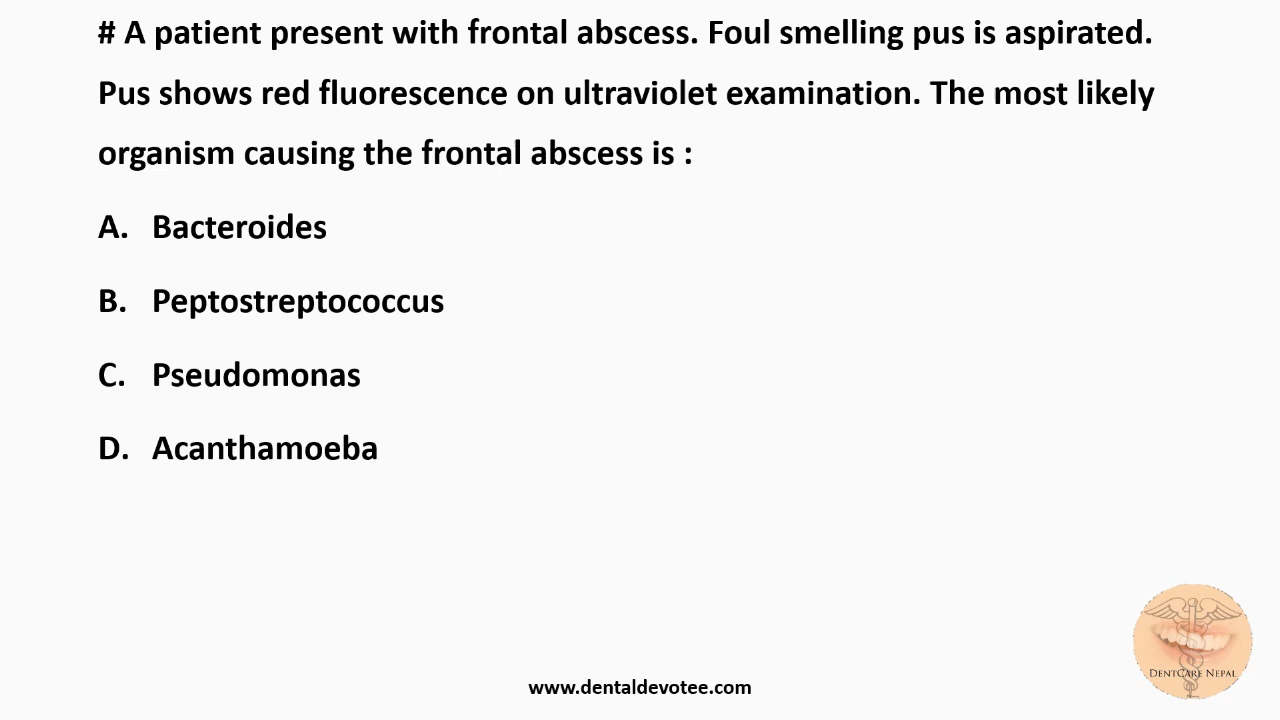 # A patient present with frontal abscess. Foul smelling pus is aspirated.
Pus shows red fluorescence on ultraviolet examination. The most likely
organism causing the frontal abscess is :
A. Bacteroides
B. Peptostreptococcus
C. Pseudomonas
D. Acanthamoeba
DentCare Nepal
www.dentaldevotee.com